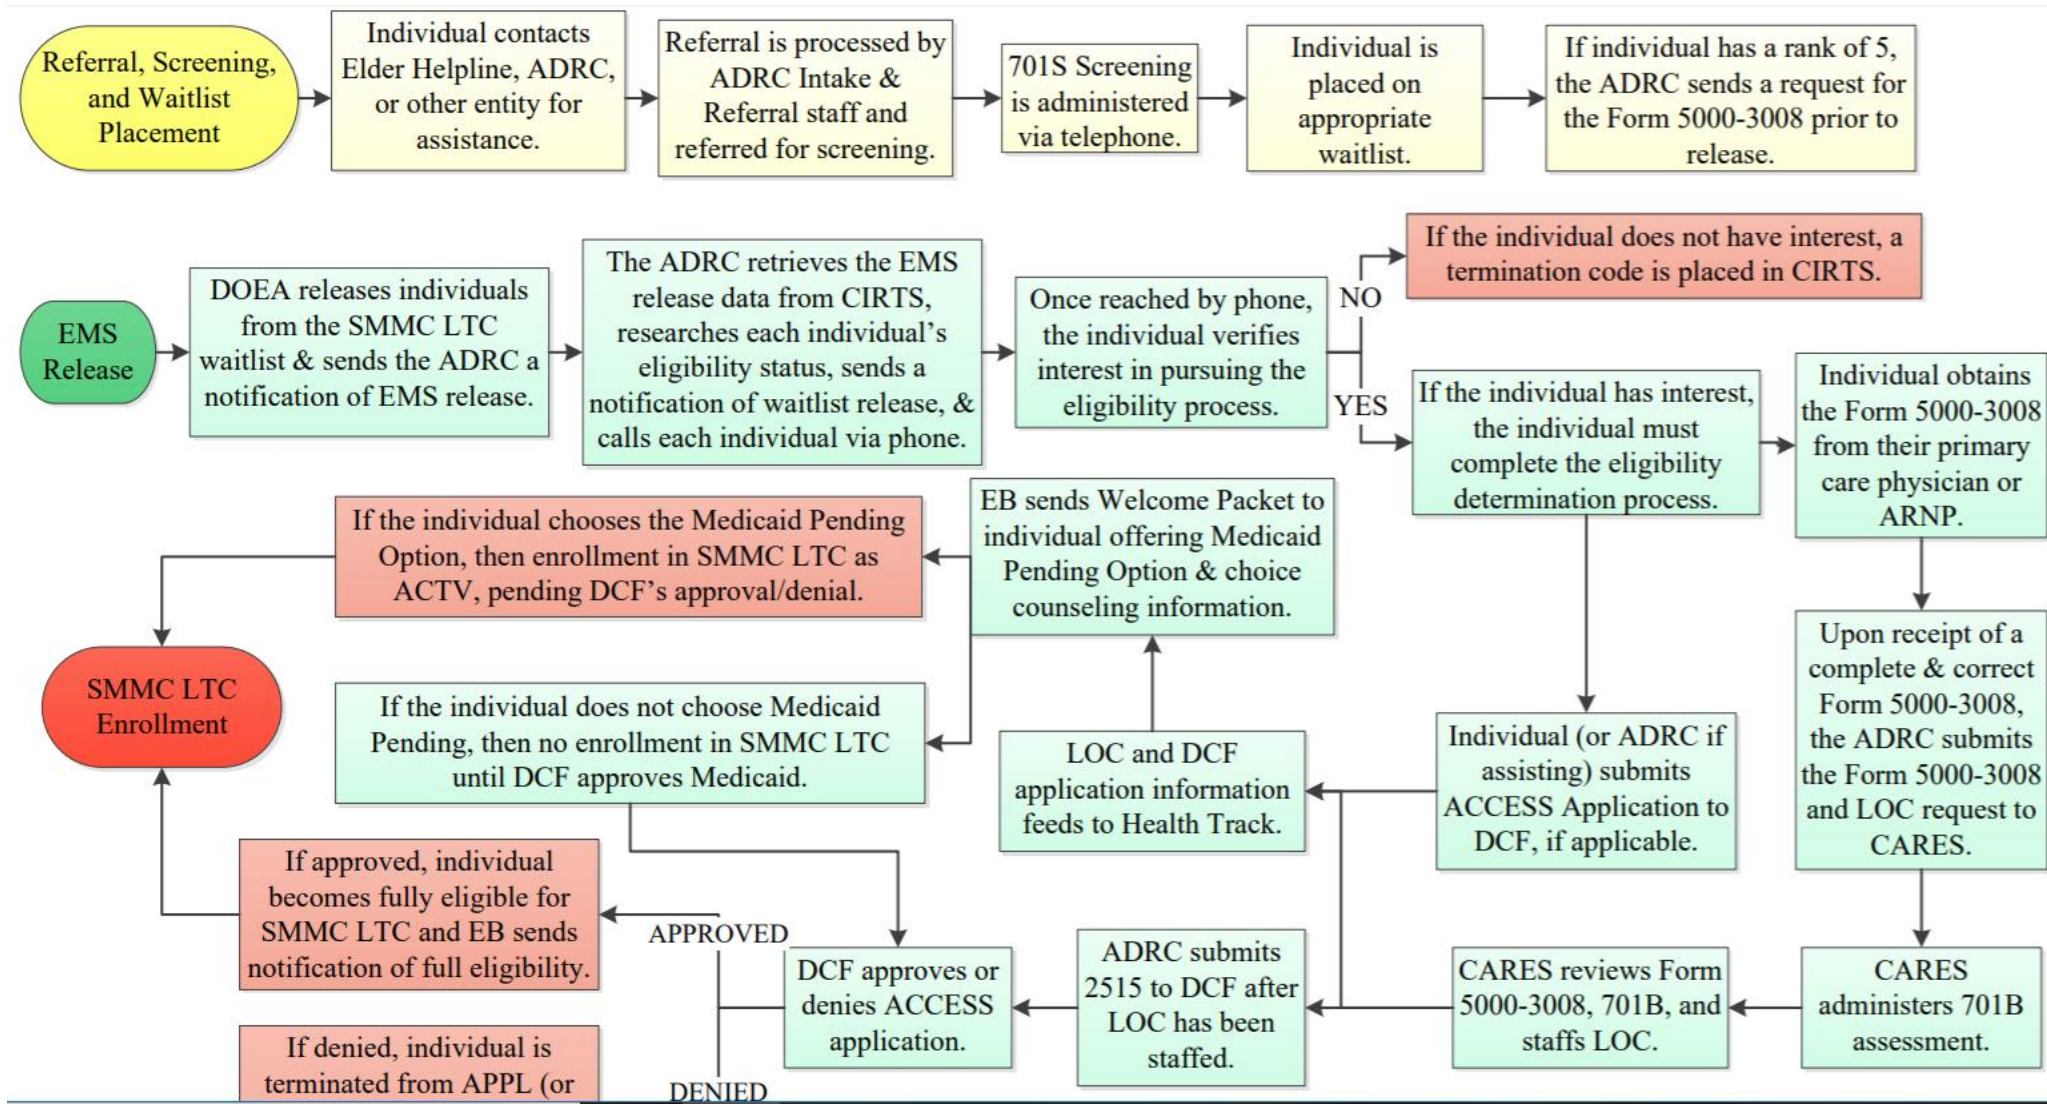 Referral, Screening,
and Waitlist
Placement
Individual contacts
Elder Helpline, ADRC,
or other entity for
assistance.
Referral is processed by
ADRC Intake &
Referral staff and
referred for screening.
701S Screening
is administered
via telephone.
Individual is
placed on
appropriate
waitlist.
If individual has a rank of 5,
the ADRC sends a request for
the Form 5000-3008 prior to
release.
EMS
Release
DOEA releases individuals
from the SMMC LTC
waitlist & sends the ADRC a
notification of EMS release.
The ADRC retrieves the EMS
release data from CIRTS,
researches each individual’s
eligibility status, sends a
notification of waitlist release, &
calls each individual via phone.
Once reached by phone,
the individual verifies
interest in pursuing the
eligibility process.
NO
If the individual does not have interest, a
termination code is placed in CIRTS.
YES
If the individual has interest,
the individual must
complete the eligibility
determination process.
Individual obtains
the Form 5000-3008
from their primary
care physician or
ARNP.
Upon receipt of a
complete & correct
Form 5000-3008,
the ADRC submits
the Form 5000-3008
and LOC request to
CARES.
CARES
administers 701B
assessment.
CARES reviews Form
5000-3008, 701B, and
staffs LOC.
Individual (or ADRC if
assisting) submits
ACCESS Application to
DCF, if applicable.
LOC and DCF
application information
feeds to Health Track.
EB sends Welcome Packet to
individual offering Medicaid
Pending Option & choice
counseling information.
If the individual chooses the Medicaid Pending
Option, then enrollment in SMMC LTC as
ACTV, pending DCF’s approval/denial.
If the individual does not choose Medicaid
Pending, then no enrollment in SMMC LTC
until DCF approves Medicaid.
SMMC LTC
Enrollment
ADRC submits
2515 to DCF after
LOC has been
staffed.
DCF approves or
denies ACCESS
application.
APPROVED
If approved, individual
becomes fully eligible for
SMMC LTC and EB sends
notification of full eligibility.
DENIED
If denied, individual is
terminated from APPL (or